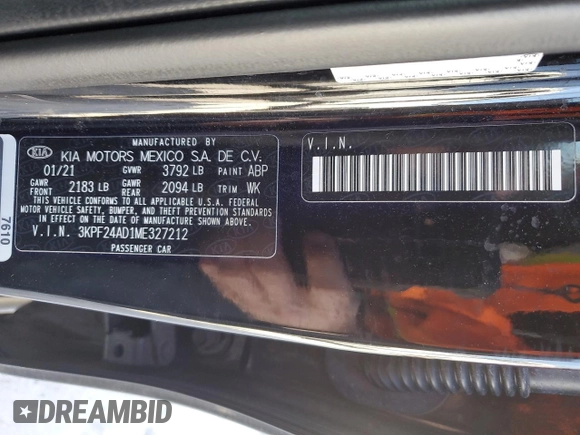 MANUFACTURED BY
KIA KIA MOTORS MEXICO S.A. DE C.V.
01/21 GVWR 3792 LB PAINT ABP
GAWR FRONT 2183 LB GAWR REAR 2094 LB TRIM WK
THIS VEHICLE CONFORMS TO ALL APPLICABLE U.S.A. FEDERAL
MOTOR VEHICLE SAFETY, BUMPER, AND THEFT PREVENTION
STANDARDS IN EFFECT ON THE DATE OF MANUFACTURE SHOWN ABOVE.
V.I.N. 3KPF24AD1ME327212
PASSENGER CAR
V.I.N.
7610
DREAMBID